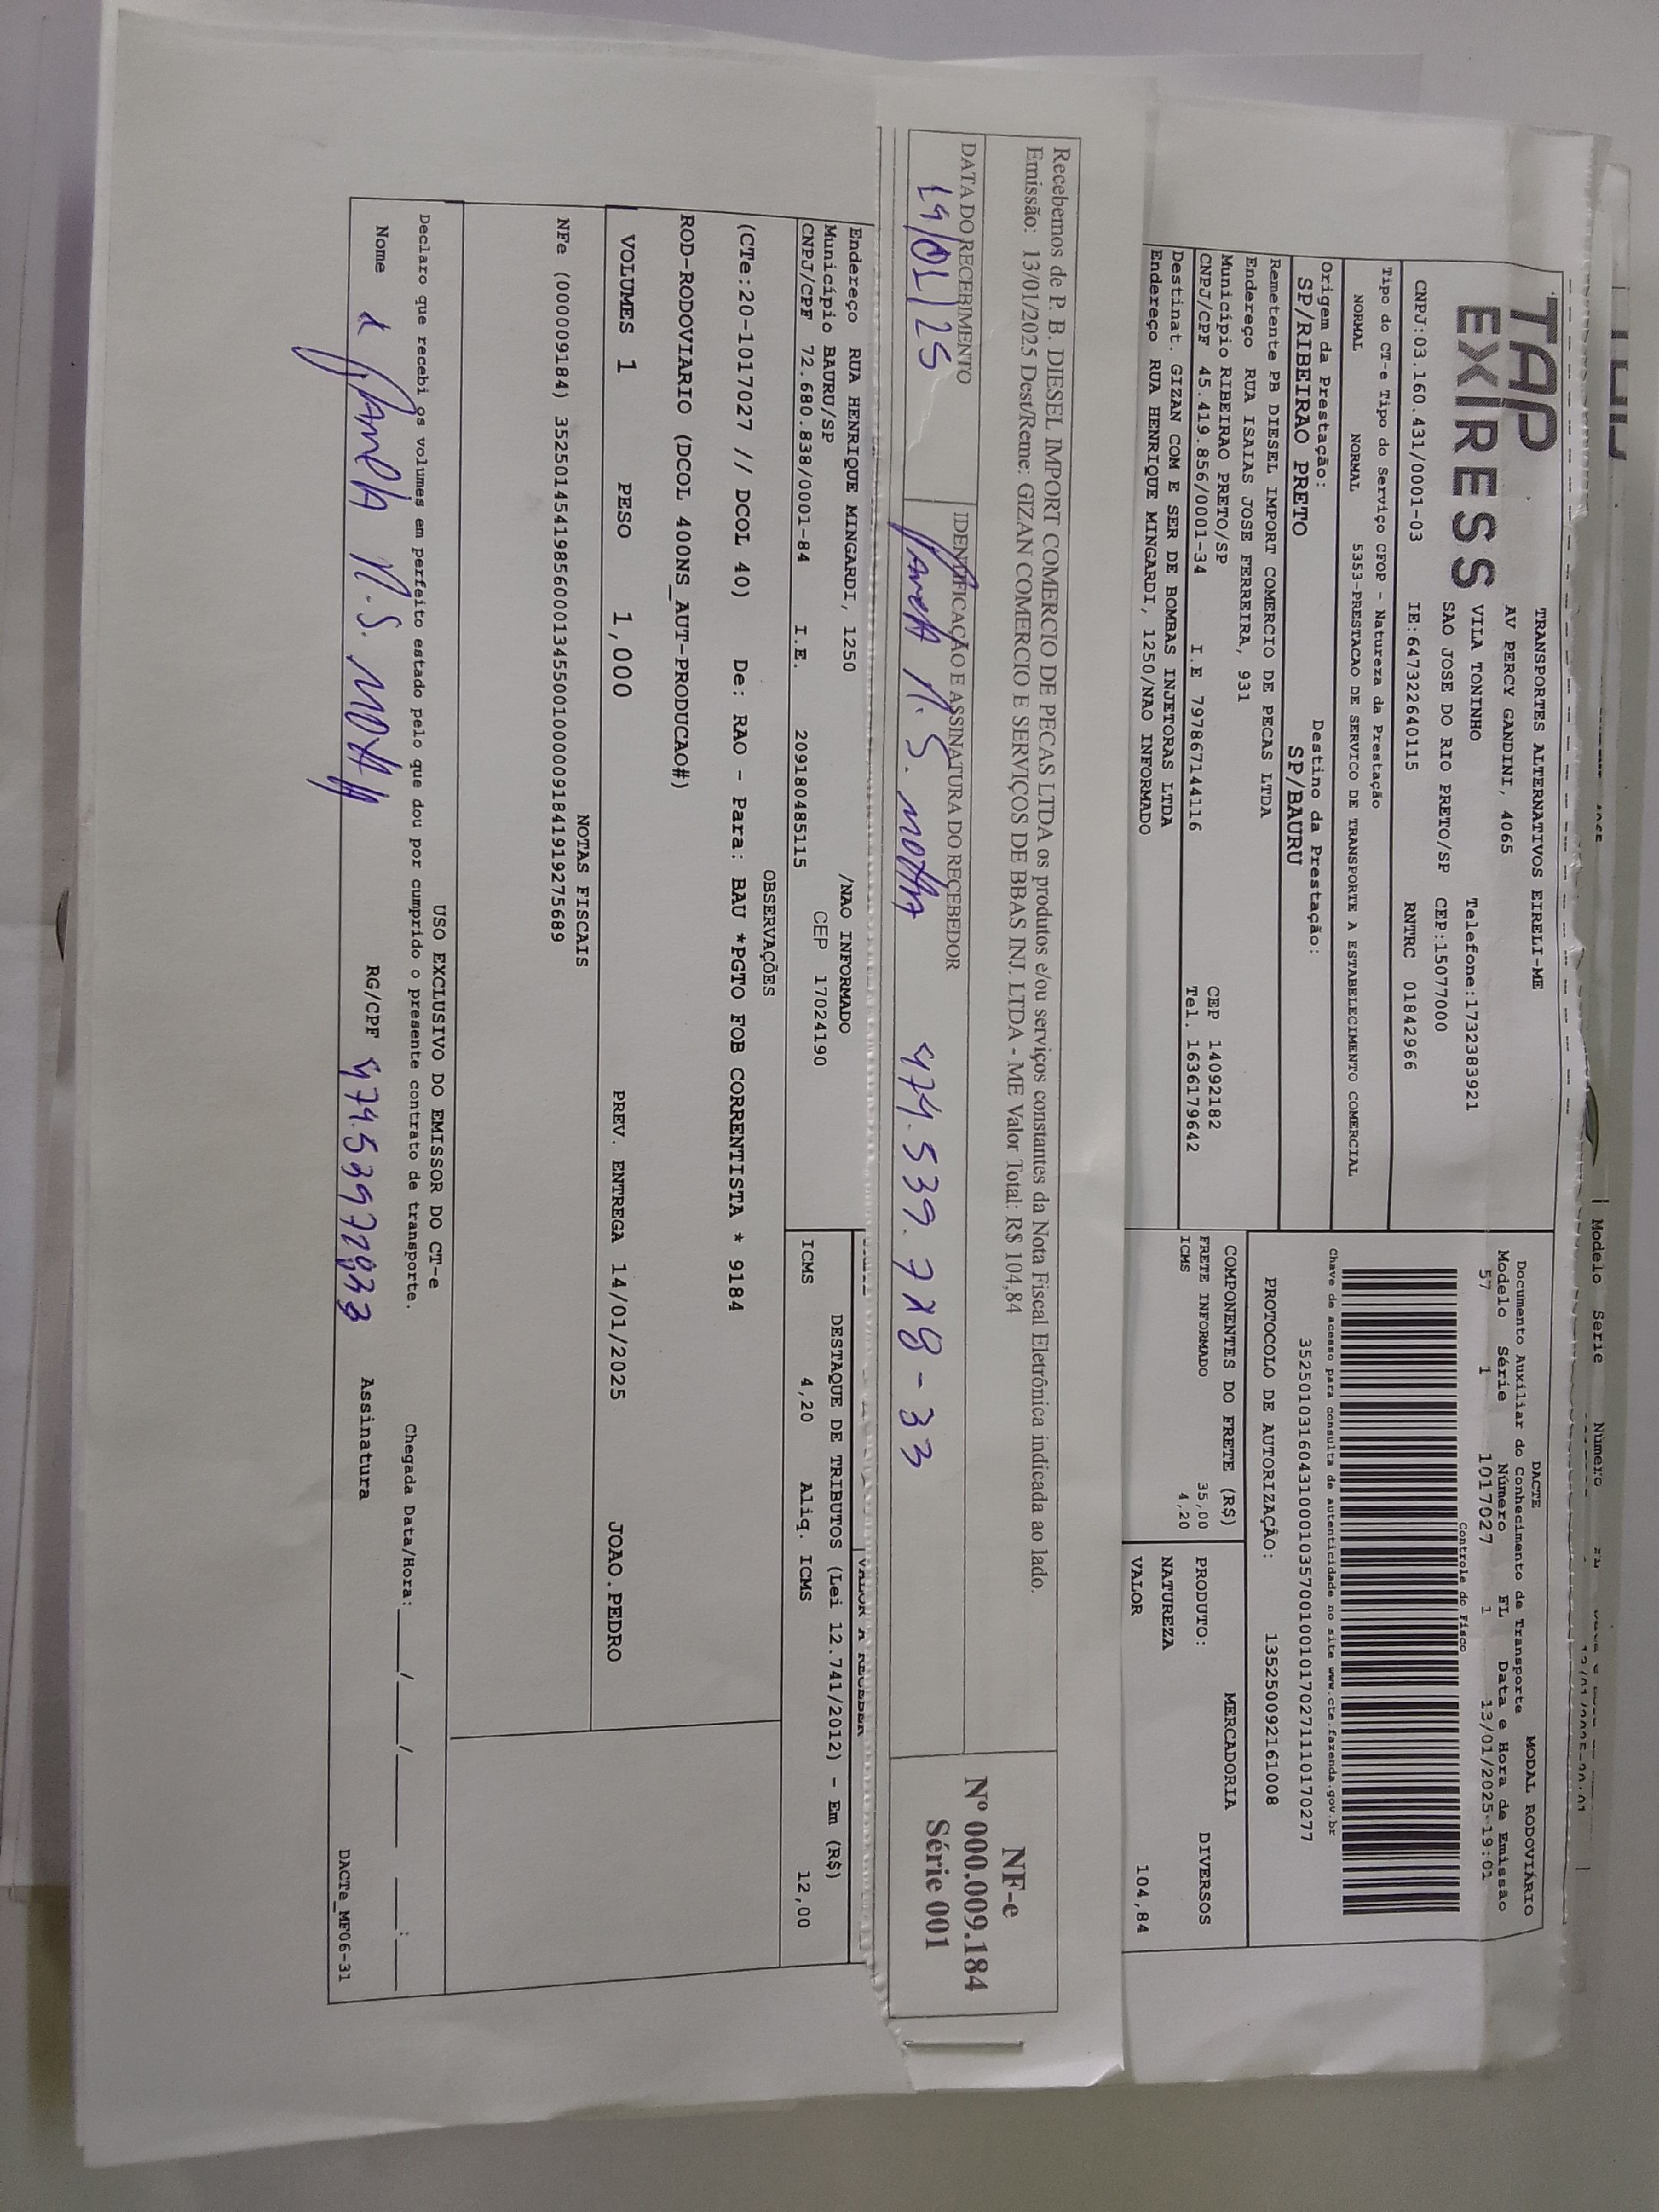 TAP
EXPRESS
TRANSPORTES ALTERNATIVOS EIRELI-ME
AV PERCY GANDINI, 4065
VILA TONINHO Telefone:1732383921
SAO JOSE DO RIO PRETO/SP CEP:15077000
CNPJ:03.160.431/0001-03 IE:647322640115 RNTRC 01842966
Tipo do CT-e Tipo do Serviço CFOP - Natureza da Prestação
NORMAL NORMAL 5353-PRESTACAO DE SERVICO DE TRANSPORTE A ESTABELECIMENTO COMERCIAL
Origem da Prestação: Destino da Prestação:
SP/RIBEIRAO PRETO SP/BAURU
Remetente PB DIESEL IMPORT COMERCIO DE PECAS LTDA
Endereço RUA ISAIAS JOSE FERREIRA, 931
Município RIBEIRAO PRETO/SP CEP 14092182
CNPJ/CPF 45.419.856/0001-34 I.E 797867144116 Tel. 1636179642
Destinat. GIZAN COM E SER DE BOMBAS INJETORAS LTDA
Endereço RUA HENRIQUE MINGARDI, 1250/NAO INFORMADO
Modelo Serie Número
DACTE MODAL RODOVIÁRIO
Documento Auxiliar do Conhecimento de Transporte
Modelo Série Número FL Data e Hora de Emissão
57 1 1017027 1 13/01/2025-19:01
Controle do Fisco
Chave de acesso para consulta de autenticidade no site www.cte.fazenda.gov.br
35250103160431000103570010010170271110170277
PROTOCOLO DE AUTORIZAÇÃO: 135250092161008
COMPONENTES DO FRETE (R$)
FRETE INFORMADO 35,00
ICMS 4,20
MERCADORIA
PRODUTO: DIVERSOS
NATUREZA
VALOR 104,84
Recebemos de P. B. DIESEL IMPORT COMERCIO DE PECAS LTDA os produtos e/ou serviços constantes da Nota Fiscal Eletrônica indicada ao lado.
Emissão: 13/01/2025 Dest/Reme: GIZAN COMERCIO E SERVIÇOS DE BBAS INJ. LTDA - ME Valor Total: R$ 104,84
DATA DO RECEBIMENTO IDENTIFICAÇÃO E ASSINATURA DO RECEBEDOR
474.539.778-33
NF-e
Nº 000.009.184
Série 001
VALOR A RECEBER
Endereço RUA HENRIQUE MINGARDI, 1250 /NAO INFORMADO
Município BAURU/SP CEP 17024190
CNPJ/CPF 72.680.838/0001-84 I.E. 209180485115
DESTAQUE DE TRIBUTOS (Lei 12.741/2012) - Em (R$)
ICMS 4,20 Aliq. ICMS 12,00
OBSERVAÇÕES
(CTe:20-1017027 // DCOL 40) De: RAO - Para: BAU *PGTO FOB CORRENTISTA * 9184
ROD-RODOVIARIO (DCOL 400NS_AUT-PRODUCAO#)
VOLUMES 1 PESO 1,000 PREV. ENTREGA 14/01/2025 JOAO.PEDRO
NOTAS FISCAIS
NFe (000009184) 35250145419856000134550010000091841919275689
USO EXCLUSIVO DO EMISSOR DO CT-e
Declaro que recebi os volumes em perfeito estado pelo que dou por cumprido o presente contrato de transporte. Chegada Data/Hora: ___/___/_____ ___:___
Nome RG/CPF 47453977833 Assinatura
DACTe_MF06-31